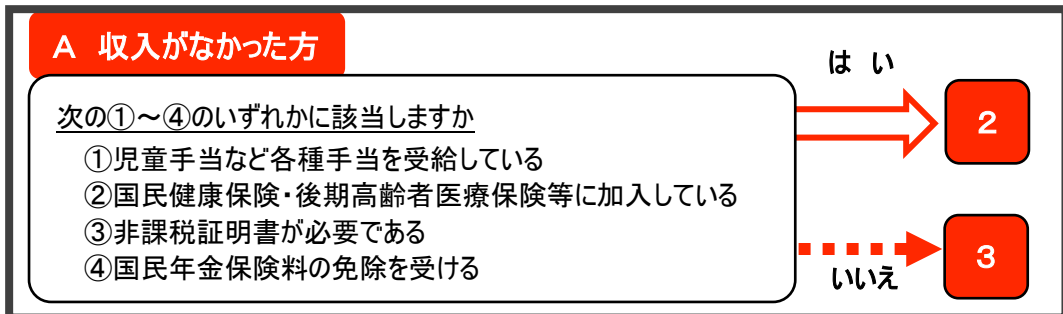 A 収入がなかった方
次の①～④のいずれかに該当しますか
①児童手当など各種手当を受給している
②国民健康保険・後期高齢者医療保険等に加入している
③非課税証明書が必要である
④国民年金保険料の免除を受ける
は い
2
いいえ
3